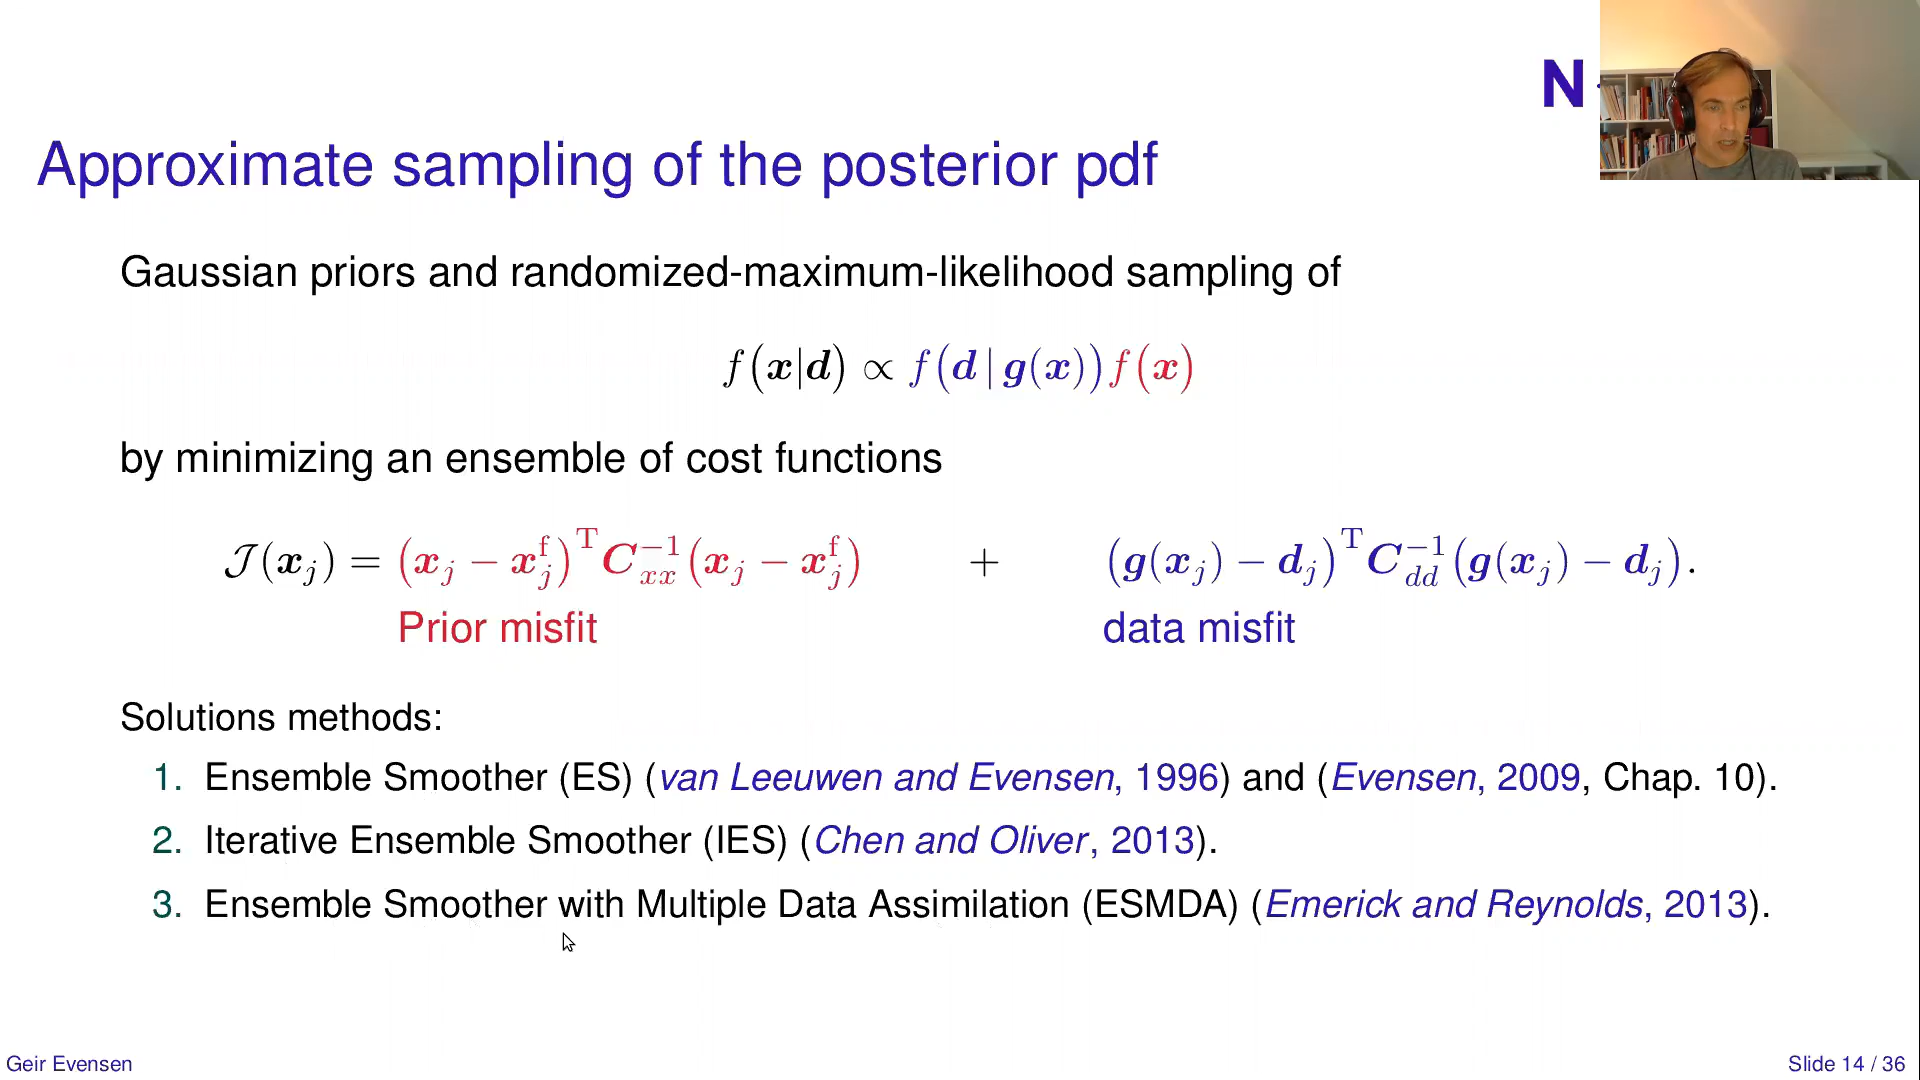 N
Approximate sampling of the posterior pdf
Gaussian priors and randomized-maximum-likelihood sampling of
f(x|d) ∝ f(d | g(x)) f(x)
by minimizing an ensemble of cost functions
𝒥(x_j) = (x_j − x_j^f)^T C_xx^{−1} (x_j − x_j^f) + (g(x_j) − d_j)^T C_dd^{−1} (g(x_j) − d_j).
Prior misfit data misfit
Solutions methods:
1. Ensemble Smoother (ES) (van Leeuwen and Evensen, 1996) and (Evensen, 2009, Chap. 10).
2. Iterative Ensemble Smoother (IES) (Chen and Oliver, 2013).
3. Ensemble Smoother with Multiple Data Assimilation (ESMDA) (Emerick and Reynolds, 2013).
Geir Evensen Slide 14 / 36